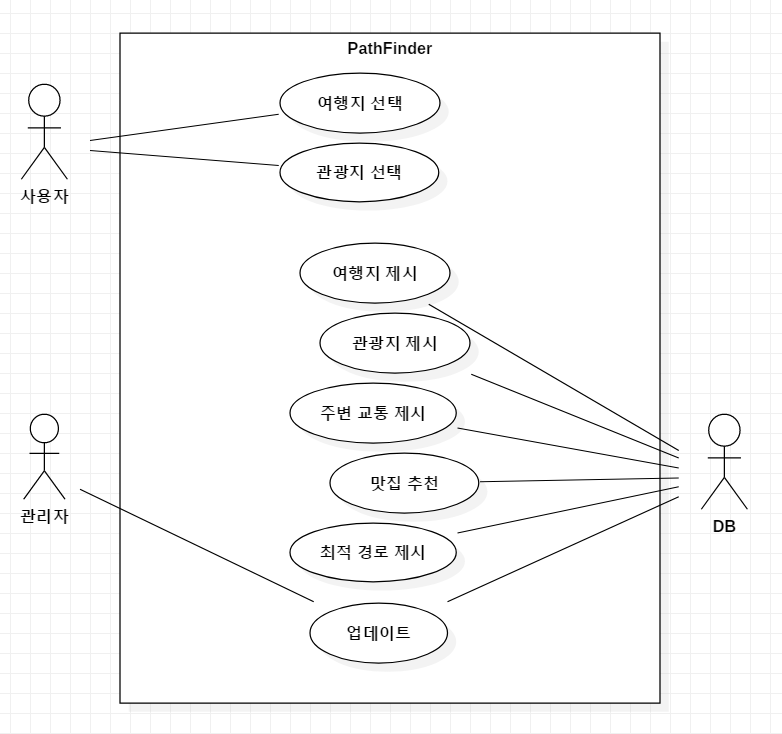 PathFinder
여행지 선택
관광지 선택
사용자
여행지 제시
관광지 제시
주변 교통 제시
맛집 추천
관리자
DB
최적 경로 제시
업데이트